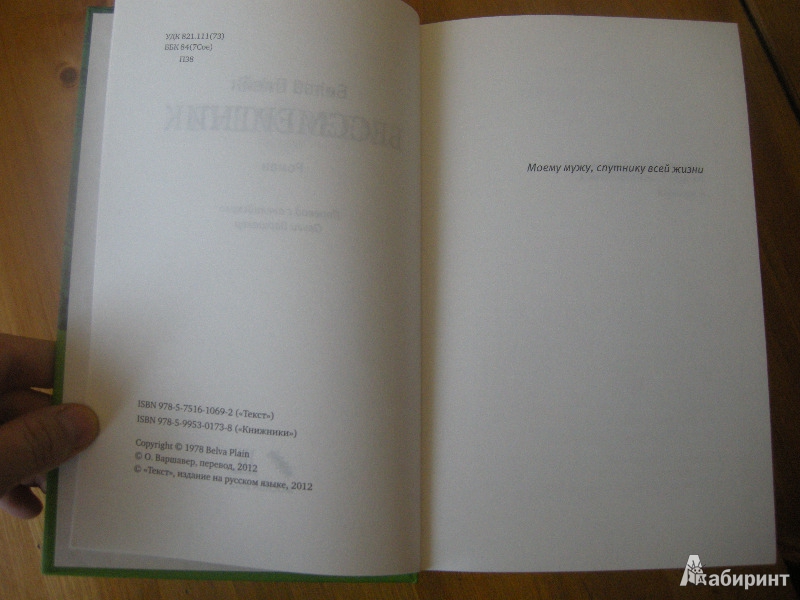 УДК 821.111(73)
ББК 84(7Сое)
П38
ISBN 978-5-7516-1069-2 («Текст»)
ISBN 978-5-9953-0173-8 («Книжники»)
Copyright © 1978 Belva Plain
© О. Варшавер, перевод, 2012
© «Текст», издание на русском языке, 2012
Моему мужу, спутнику всей жизни
Лабиринт